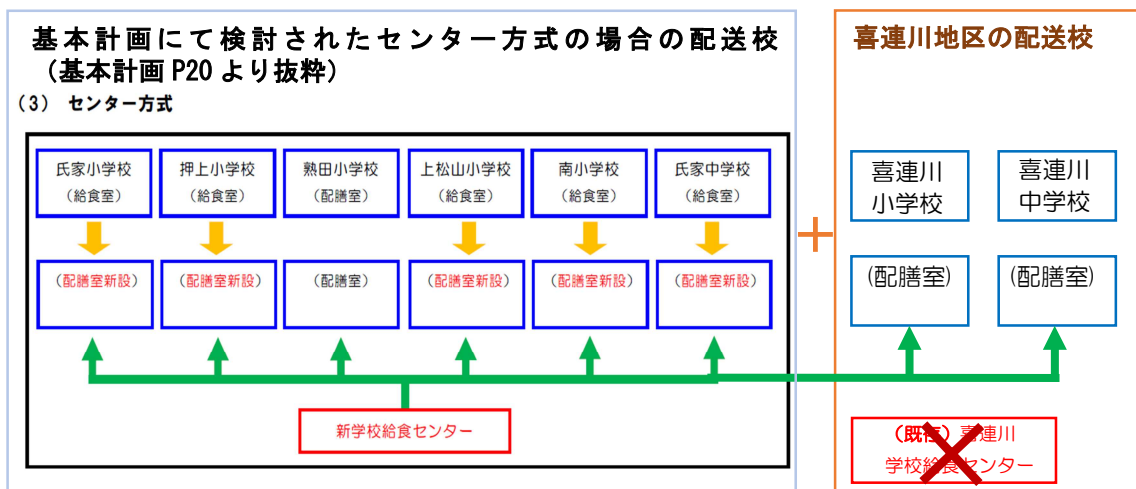 基本計画にて検討されたセンター方式の場合の配送校
（基本計画 P20 より抜粋）
（3） センター方式
氏家小学校
（給食室）
押上小学校
（給食室）
熟田小学校
（配膳室）
上松山小学校
（給食室）
南小学校
（給食室）
氏家中学校
（給食室）
（配膳室新設）
（配膳室新設）
（配膳室）
（配膳室新設）
（配膳室新設）
（配膳室新設）
新学校給食センター
＋
喜連川地区の配送校
喜連川
小学校
喜連川
中学校
(配膳室)
(配膳室)
（既存）喜連川
学校給食センター